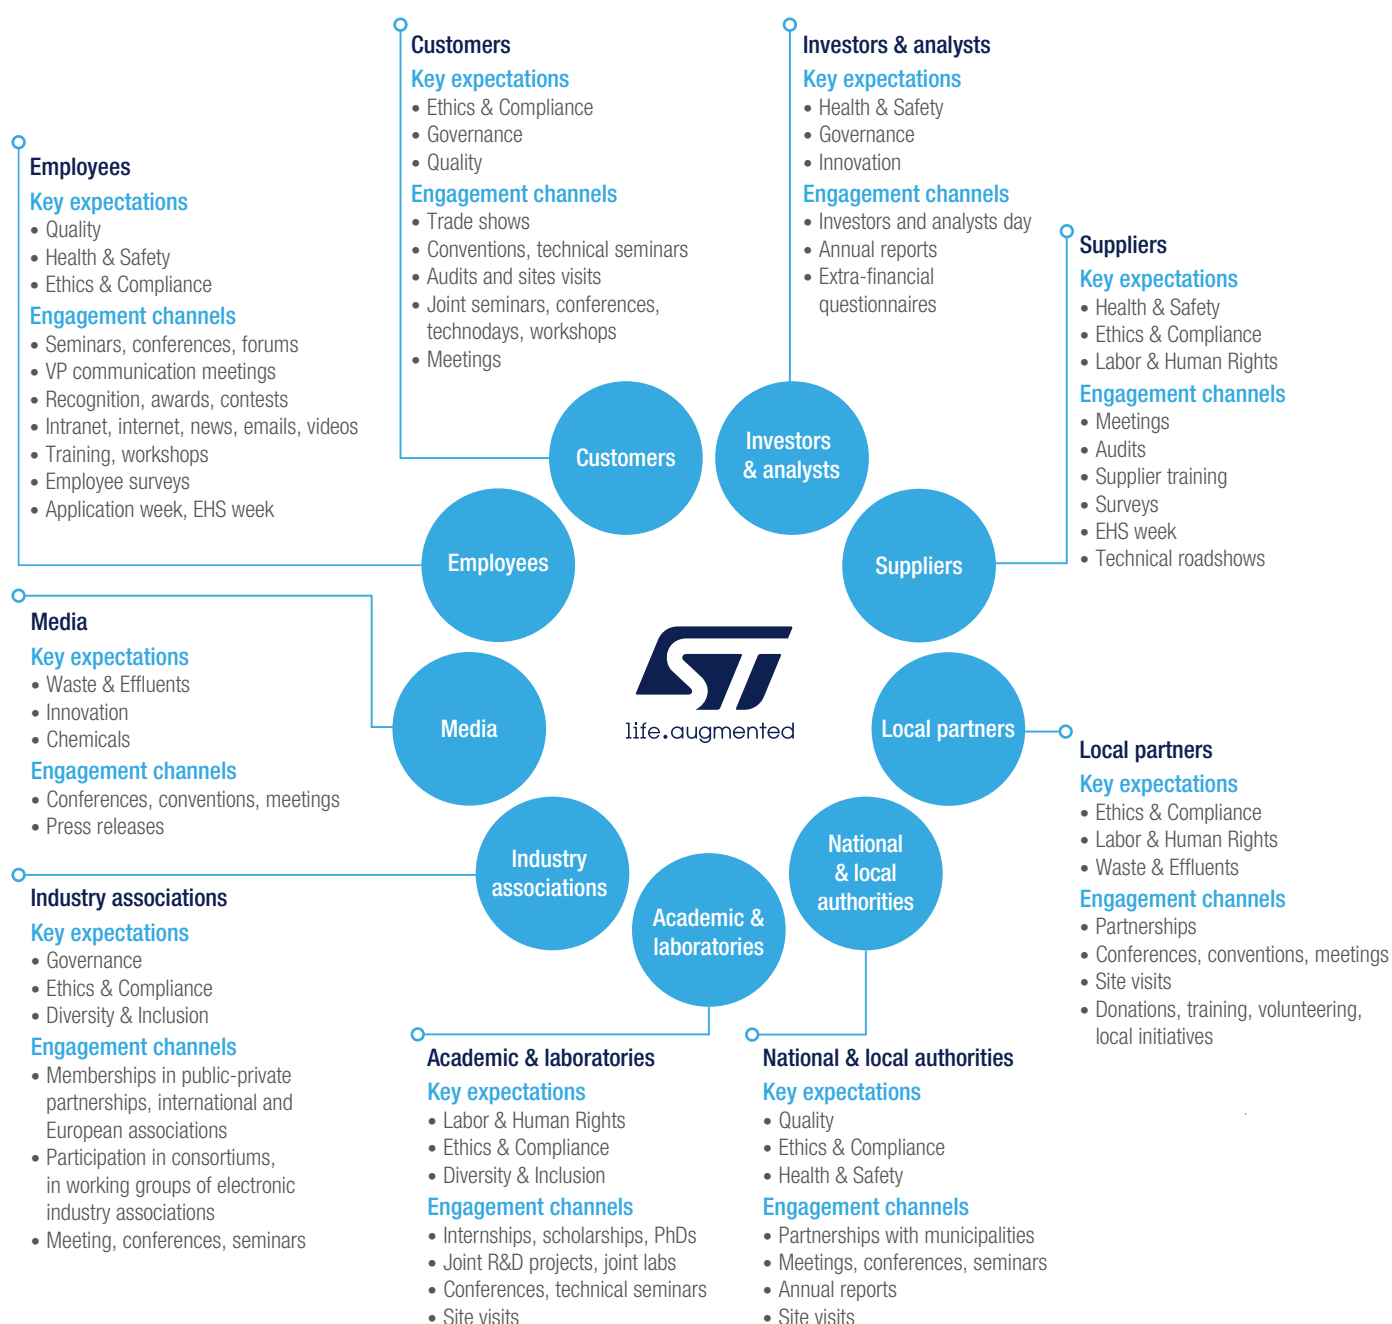 Customers
Key expectations
• Ethics & Compliance
• Governance
• Quality
Engagement channels
• Trade shows
• Conventions, technical seminars
• Audits and sites visits
• Joint seminars, conferences,
technodays, workshops
• Meetings
Investors & analysts
Key expectations
• Health & Safety
• Governance
• Innovation
Engagement channels
• Investors and analysts day
• Annual reports
• Extra-financial
questionnaires
Employees
Key expectations
• Quality
• Health & Safety
• Ethics & Compliance
Engagement channels
• Seminars, conferences, forums
• VP communication meetings
• Recognition, awards, contests
• Intranet, internet, news, emails, videos
• Training, workshops
• Employee surveys
• Application week, EHS week
Suppliers
Key expectations
• Health & Safety
• Ethics & Compliance
• Labor & Human Rights
Engagement channels
• Meetings
• Audits
• Supplier training
• Surveys
• EHS week
• Technical roadshows
Customers
Investors
& analysts
Employees
Suppliers
Media
Local partners
Industry
associations
Academic &
laboratories
National
& local
authorities
ST
life.augmented
Media
Key expectations
• Waste & Effluents
• Innovation
• Chemicals
Engagement channels
• Conferences, conventions, meetings
• Press releases
Local partners
Key expectations
• Ethics & Compliance
• Labor & Human Rights
• Waste & Effluents
Engagement channels
• Partnerships
• Conferences, conventions, meetings
• Site visits
• Donations, training, volunteering,
local initiatives
Industry associations
Key expectations
• Governance
• Ethics & Compliance
• Diversity & Inclusion
Engagement channels
• Memberships in public-private
partnerships, international and
European associations
• Participation in consortiums,
in working groups of electronic
industry associations
• Meeting, conferences, seminars
Academic & laboratories
Key expectations
• Labor & Human Rights
• Ethics & Compliance
• Diversity & Inclusion
Engagement channels
• Internships, scholarships, PhDs
• Joint R&D projects, joint labs
• Conferences, technical seminars
• Site visits
National & local authorities
Key expectations
• Quality
• Ethics & Compliance
• Health & Safety
Engagement channels
• Partnerships with municipalities
• Meetings, conferences, seminars
• Annual reports
• Site visits